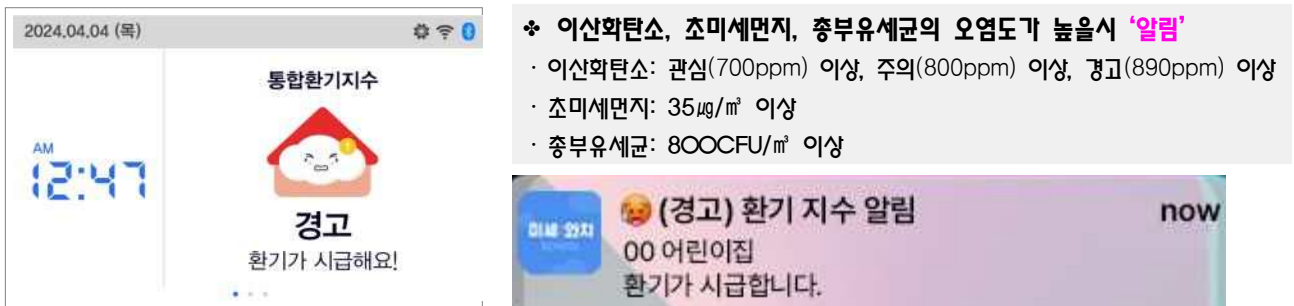 2024.04.04 (목)
통합환기지수
AM
12:47
경고
환기가 시급해요!
❖ 이산화탄소, 초미세먼지, 총부유세균의 오염도가 높을시 ‘알림’
· 이산화탄소: 관심(700ppm) 이상, 주의(800ppm) 이상, 경고(890ppm) 이상
· 초미세먼지: 35㎍/㎥ 이상
· 총부유세균: 800CFU/㎥ 이상
미세 와치
🥵 (경고) 환기 지수 알림
now
00 어린이집
환기가 시급합니다.